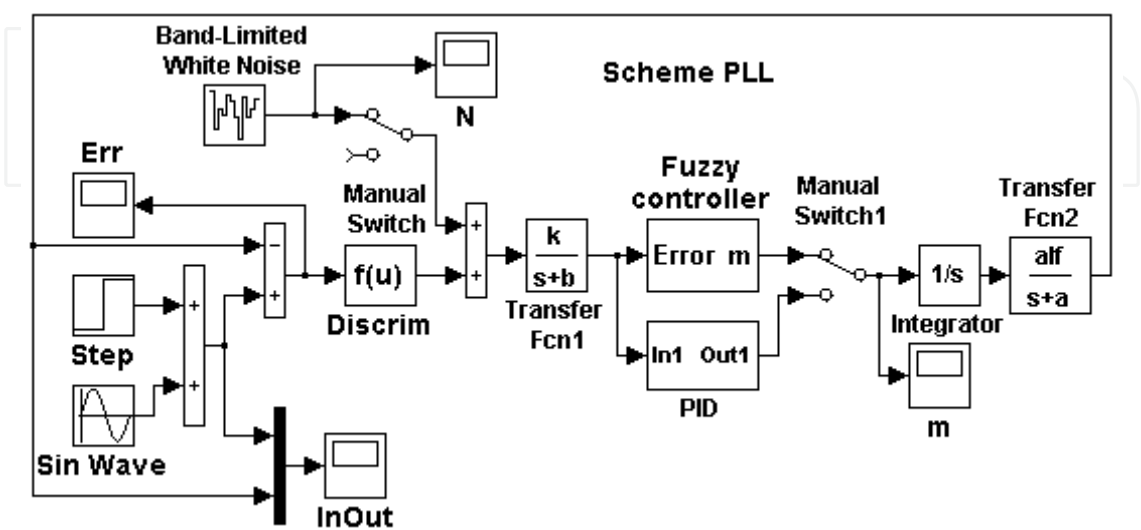 Band-Limited
White Noise
Scheme PLL
N
Err
Manual
Switch
Fuzzy
controller
Manual
Switch1
Transfer
Fcn2
−
+
+
+
f(u)
Discrim
k
s+b
Transfer
Fcn1
Error m
1/s
Integrator
alf
s+a
Step
+
+
In1 Out1
PID
m
Sin Wave
InOut